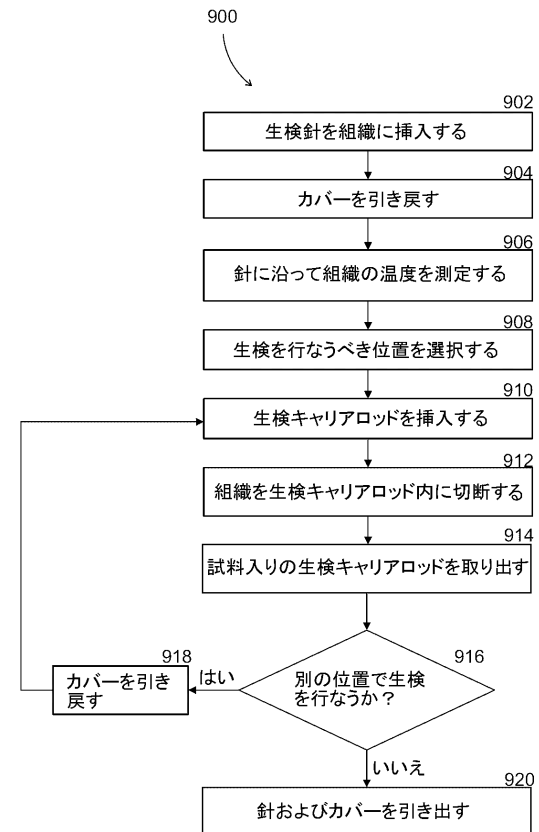 900
902
生検針を組織に挿入する
904
カバーを引き戻す
906
針に沿って組織の温度を測定する
908
生検を行なうべき位置を選択する
910
生検キャリアロッドを挿入する
912
組織を生検キャリアロッド内に切断する
914
試料入りの生検キャリアロッドを取り出す
916
別の位置で生検
を行なうか？
はい
918
カバーを引き
戻す
いいえ
920
針およびカバーを引き出す